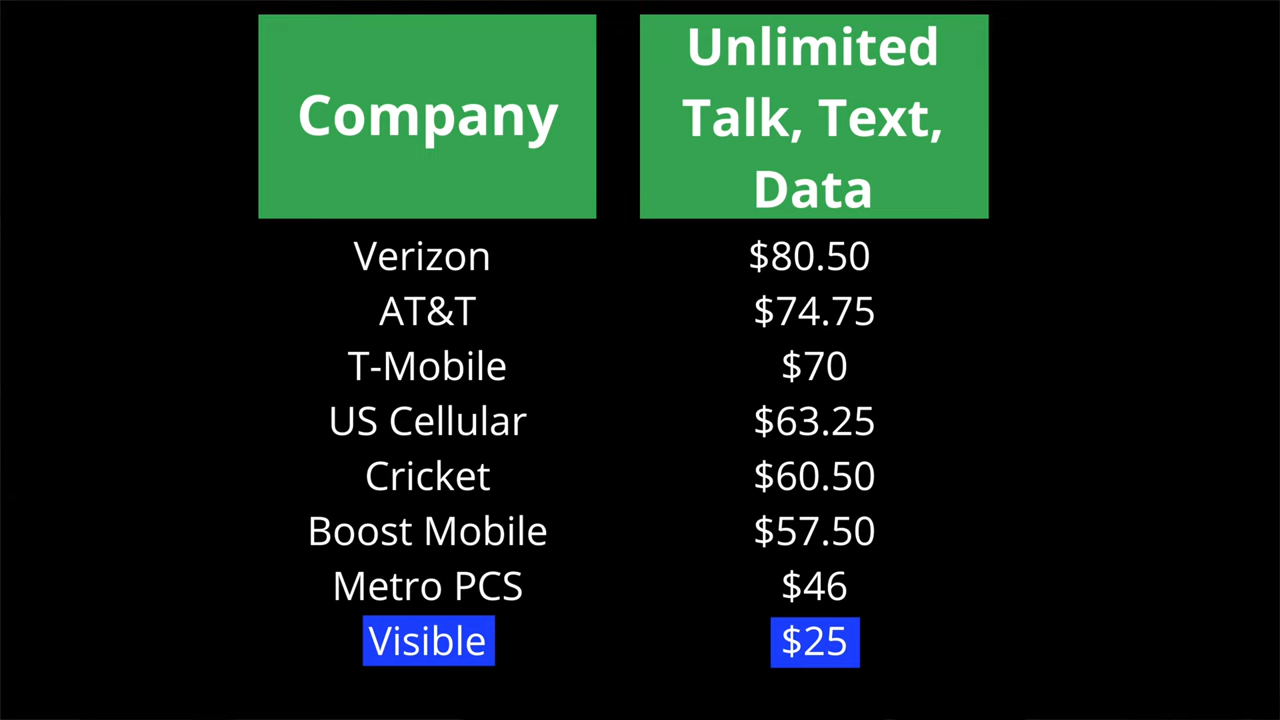 Company
Unlimited
Talk, Text,
Data
Verizon $80.50
AT&T $74.75
T-Mobile $70
US Cellular $63.25
Cricket $60.50
Boost Mobile $57.50
Metro PCS $46
Visible $25